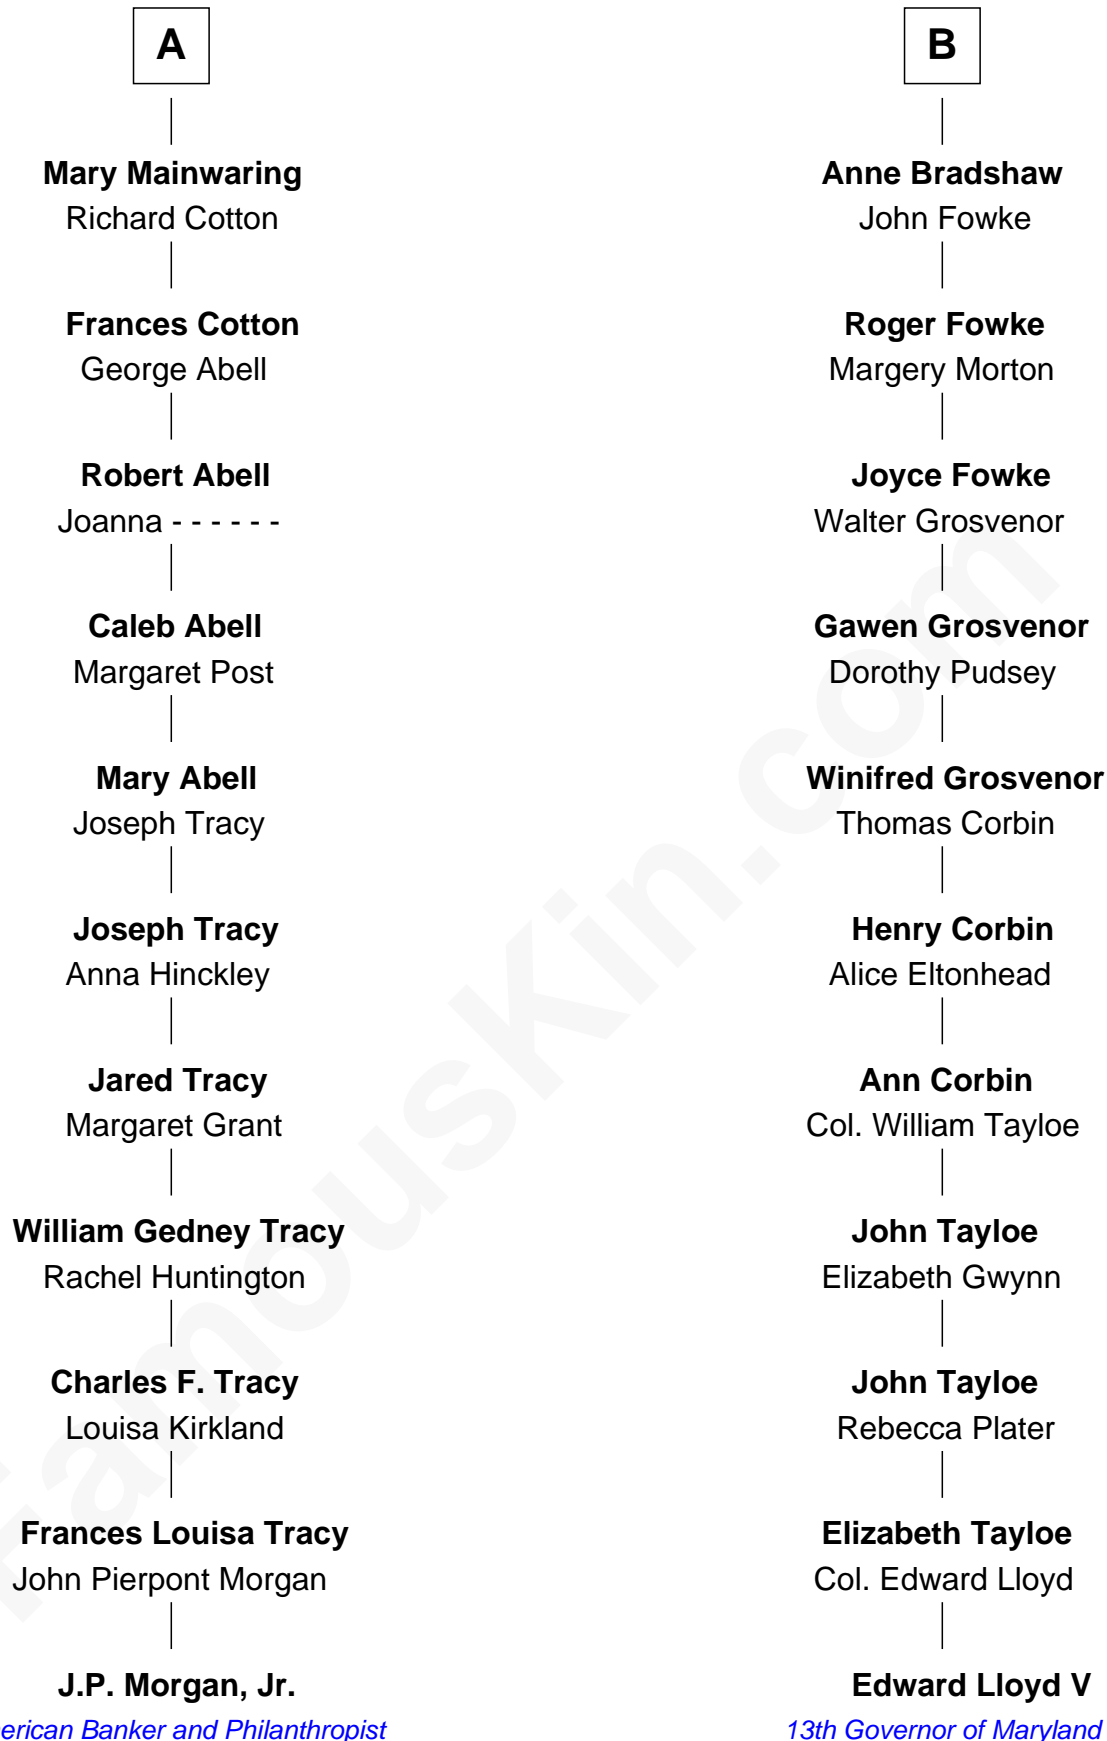 A
Mary Mainwaring
Richard Cotton
Frances Cotton
George Abell
Robert Abell
Joanna - - - - - -
Caleb Abell
Margaret Post
Mary Abell
Joseph Tracy
Joseph Tracy
Anna Hinckley
Jared Tracy
Margaret Grant
William Gedney Tracy
Rachel Huntington
Charles F. Tracy
Louisa Kirkland
Frances Louisa Tracy
John Pierpont Morgan
J.P. Morgan, Jr.
erican Banker and Philanthropist
B
Anne Bradshaw
John Fowke
Roger Fowke
Margery Morton
Joyce Fowke
Walter Grosvenor
Gawen Grosvenor
Dorothy Pudsey
Winifred Grosvenor
Thomas Corbin
Henry Corbin
Alice Eltonhead
Ann Corbin
Col. William Tayloe
John Tayloe
Elizabeth Gwynn
John Tayloe
Rebecca Plater
Elizabeth Tayloe
Col. Edward Lloyd
Edward Lloyd V
13th Governor of Maryland
FamousKin.com